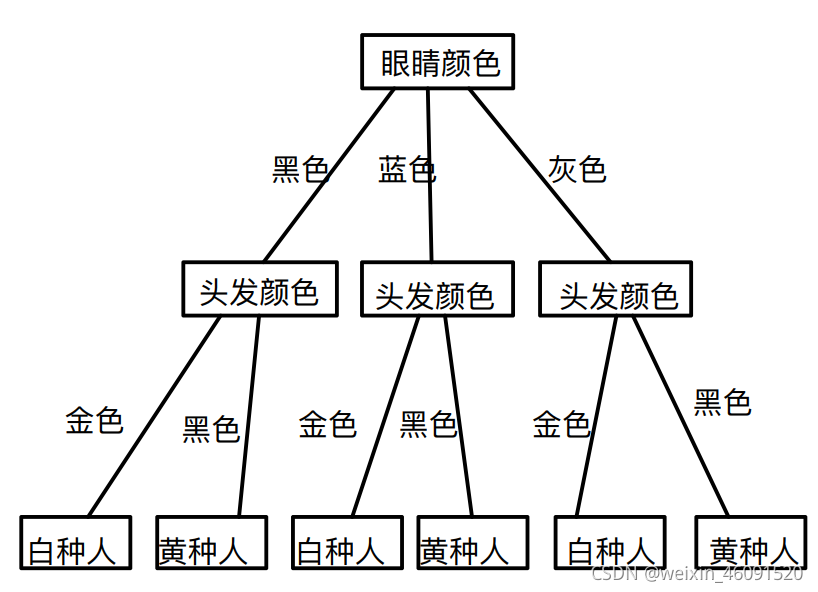 眼睛颜色
黑色 蓝色 灰色
头发颜色 头发颜色 头发颜色
金色 黑色 金色 黑色 金色 黑色
白种人 黄种人 白种人 黄种人 白种人 黄种人
CSDN @weixin_46091520